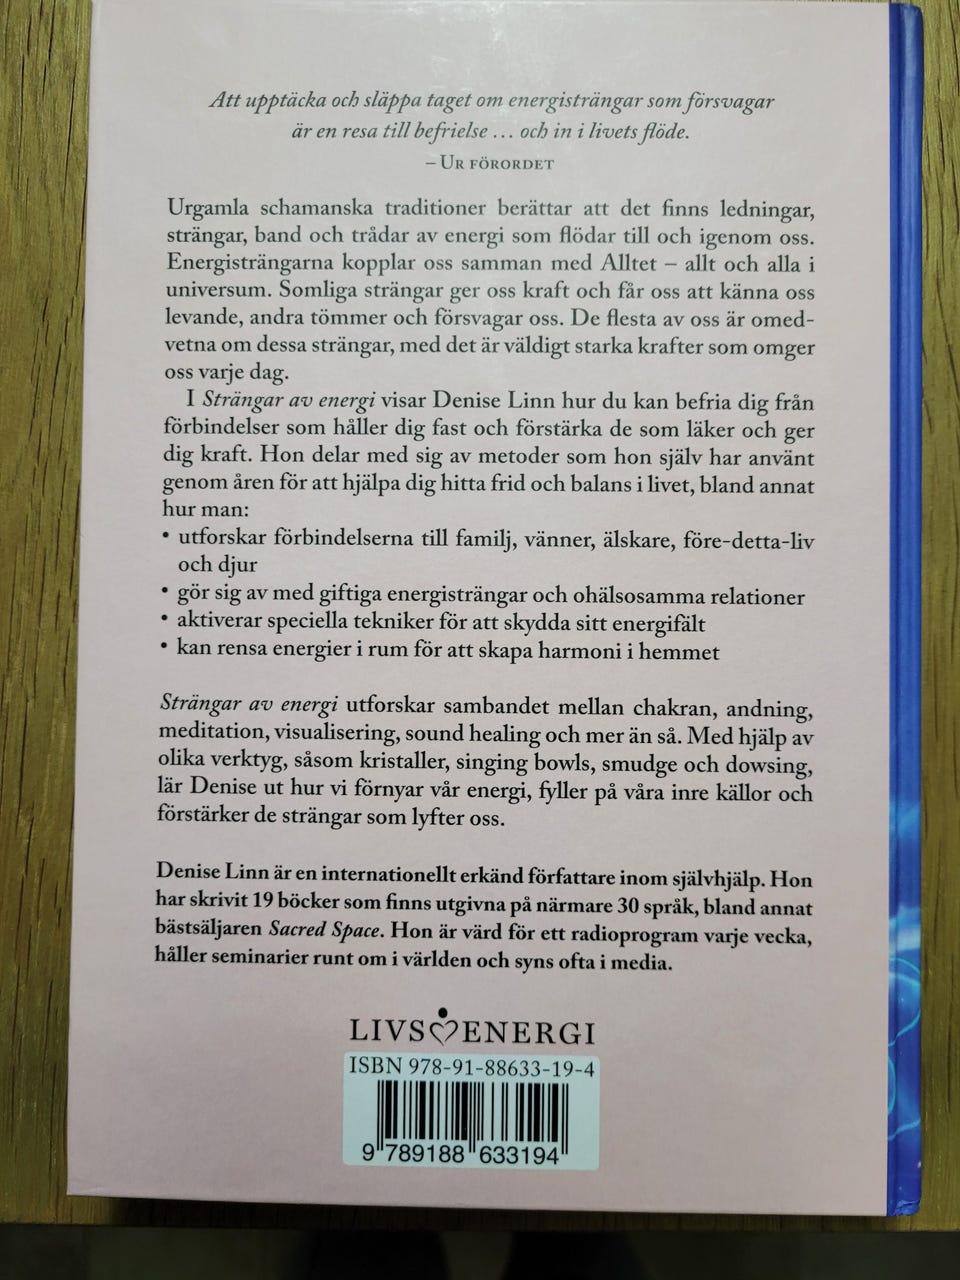 Att upptäcka och släppa taget om energisträngar som försvagar
är en resa till befrielse ... och in i livets flöde.
– Ur förordet
Urgamla schamanska traditioner berättar att det finns ledningar,
strängar, band och trådar av energi som flödar till och igenom oss.
Energisträngarna kopplar oss samman med Alltet – allt och alla i
universum. Somliga strängar ger oss kraft och får oss att känna oss
levande, andra tömmer och försvagar oss. De flesta av oss är omed-
vetna om dessa strängar, med det är väldigt starka krafter som omger
oss varje dag.
I Strängar av energi visar Denise Linn hur du kan befria dig från
förbindelser som håller dig fast och förstärka de som läker och ger
dig kraft. Hon delar med sig av metoder som hon själv har använt
genom åren för att hjälpa dig hitta frid och balans i livet, bland annat
hur man:
• utforskar förbindelserna till familj, vänner, älskare, före-detta-liv
och djur
• gör sig av med giftiga energisträngar och ohälsosamma relationer
• aktiverar speciella tekniker för att skydda sitt energifält
• kan rensa energier i rum för att skapa harmoni i hemmet
Strängar av energi utforskar sambandet mellan chakran, andning,
meditation, visualisering, sound healing och mer än så. Med hjälp av
olika verktyg, såsom kristaller, singing bowls, smudge och dowsing,
lär Denise ut hur vi förnyar vår energi, fyller på våra inre källor och
förstärker de strängar som lyfter oss.
Denise Linn är en internationellt erkänd författare inom självhjälp. Hon
har skrivit 19 böcker som finns utgivna på närmare 30 språk, bland annat
bästsäljaren Sacred Space. Hon är värd för ett radioprogram varje vecka,
håller seminarier runt om i världen och syns ofta i media.
LIVS ENERGI
ISBN 978-91-88633-19-4
9 789188 633194